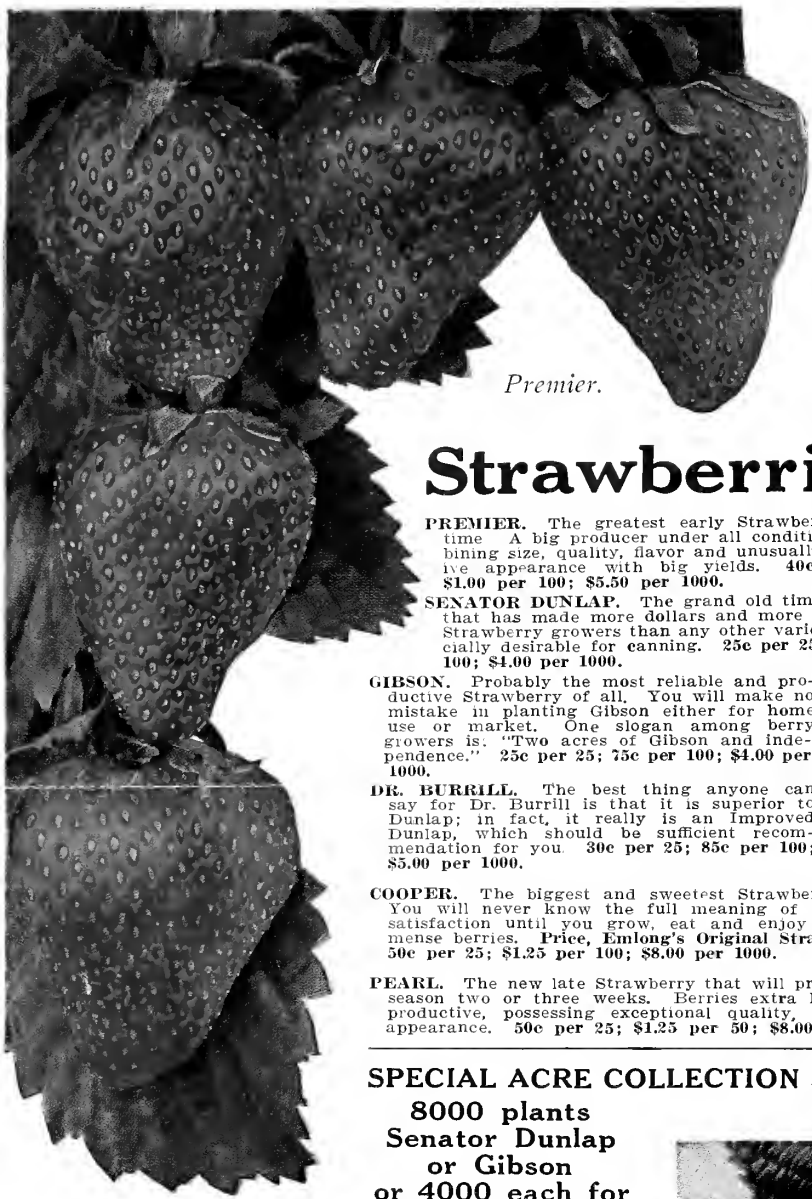 Premier.
Strawberri
PREMIER. The greatest early Strawbe
time A big producer under all conditi
bining size, quality, flavor and unusuall
ive appearance with big yields. 40c
$1.00 per 100; $5.50 per 1000.
SENATOR DUNLAP. The grand old tim
that has made more dollars and more
Strawberry growers than any other vari
cially desirable for canning. 25c per 25
100; $4.00 per 1000.
GIBSON. Probably the most reliable and pro-
ductive Strawberry of all. You will make no
mistake in planting Gibson either for home
use or market. One slogan among berry
growers is: "Two acres of Gibson and inde-
pendence." 25c per 25; 75c per 100; $4.00 per
1000.
DR. BURRILL. The best thing anyone can
say for Dr. Burrill is that it is superior to
Dunlap; in fact, it really is an Improved
Dunlap, which should be sufficient recom-
mendation for you. 30c per 25; 85c per 100;
$5.00 per 1000.
COOPER. The biggest and sweetest Strawbe
You will never know the full meaning of
satisfaction until you grow, eat and enjoy
mense berries. Price, Emlong's Original Stra
50c per 25; $1.25 per 100; $8.00 per 1000.
PEARL. The new late Strawberry that will pr
season two or three weeks. Berries extra l
productive, possessing exceptional quality,
appearance. 50c per 25; $1.25 per 50; $8.00
SPECIAL ACRE COLLECTION
8000 plants
Senator Dunlap
or Gibson
or 4000 each for